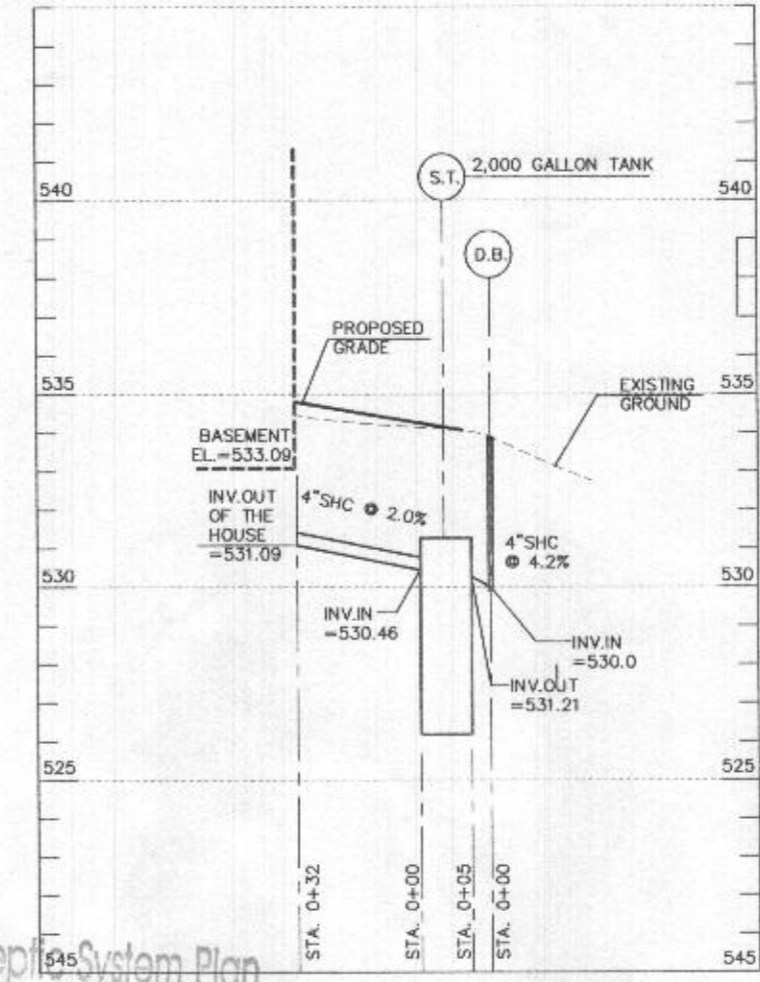 S.T.
2,000 GALLON TANK
540
540
D.B.
PROPOSED
GRADE
535
535
EXISTING
GROUND
BASEMENT
EL.=533.09
INV.OUT
OF THE
HOUSE
=531.09
4"SHC @ 2.0%
4"SHC
@ 4.2%
530
530
INV.IN
=530.46
INV.IN
=530.0
INV.OUT
=531.21
525
525
STA. 0+32
STA. 0+00
STA. 0+05
STA. 0+00
545
545
System Plan